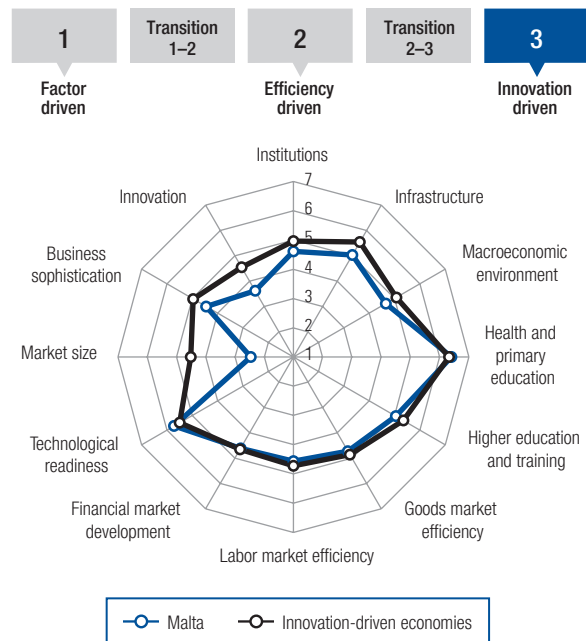 1
Transition
1–2
2
Transition
2–3
3
Factor
driven
Efficiency
driven
Innovation
driven
Institutions
7
Innovation
6
Infrastructure
5
Business
sophistication
4
Macroeconomic
environment
3
2
Market size
1
Health and
primary
education
Technological
readiness
Higher education
and training
Financial market
development
Goods market
efficiency
Labor market efficiency
Malta
Innovation-driven economies